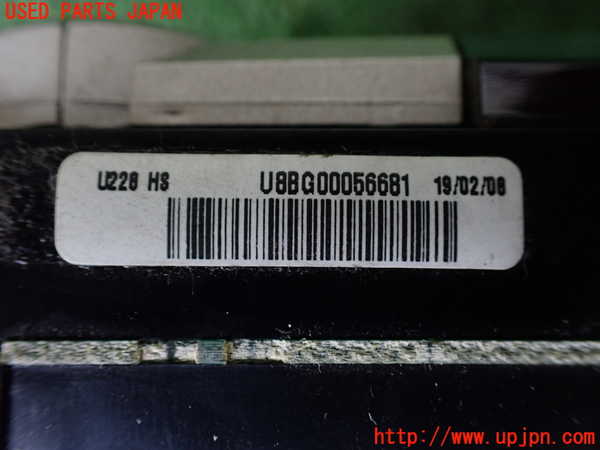 USED PARTS JAPAN
U228 HS U8BG00056681 19/02/08
http://www.upjpn.com